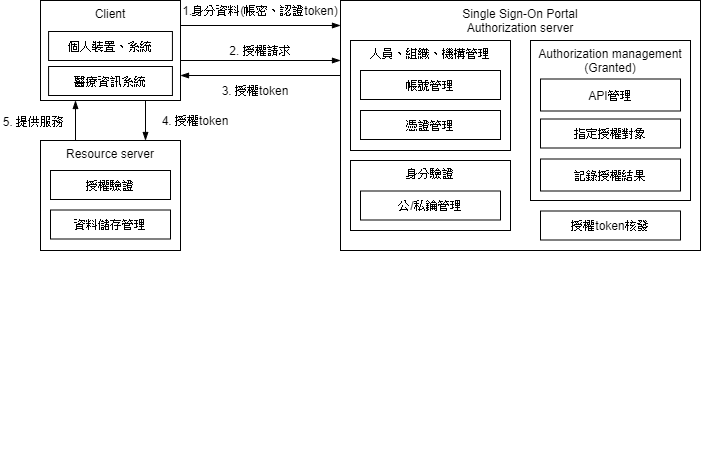 Client
個人裝置、系統
醫療資訊系統
1.身分資料(帳密、認證token)
2. 授權請求
3. 授權token
4. 授權token
5. 提供服務
Resource server
授權驗證
資料儲存管理
Single Sign-On Portal
Authorization server
人員、組織、機構管理
帳號管理
憑證管理
身分驗證
公/私鑰管理
Authorization management
(Granted)
API管理
指定授權對象
記錄授權結果
授權token核發